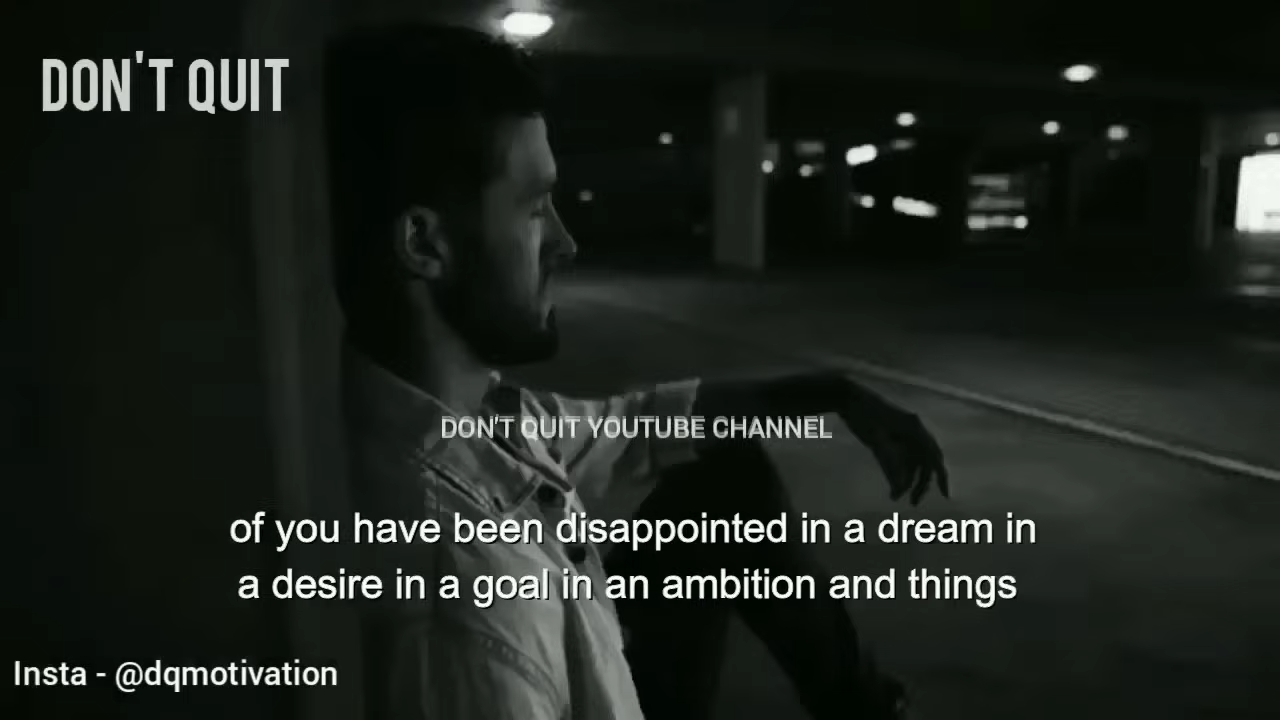 DON'T QUIT
DON'T QUIT YOUTUBE CHANNEL
of you have been disappointed in a dream in
a desire in a goal in an ambition and things
Insta - @dqmotivation